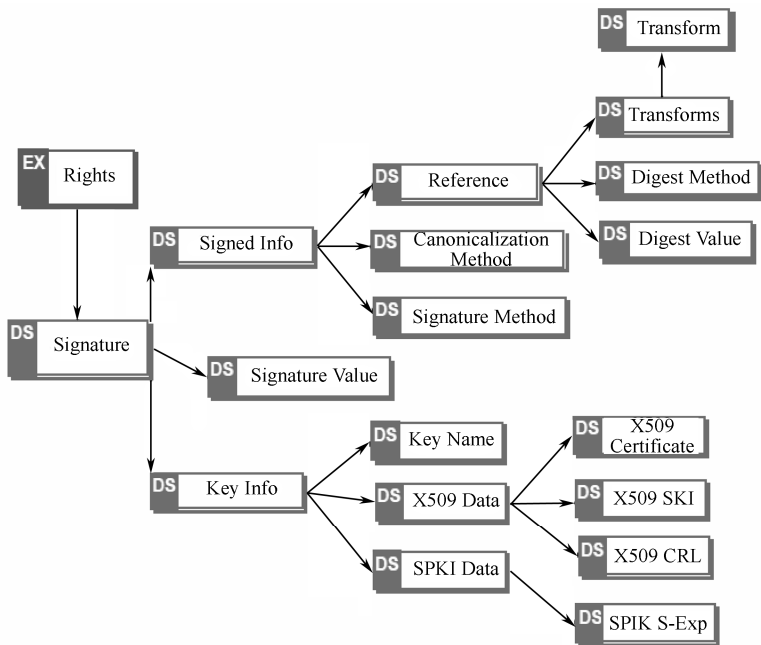 DS Transform
DS Transforms
EX Rights
DS Reference
DS Digest Method
DS Signed Info
DS Canonicalization
Method
DS Digest Value
DS Signature Method
DS Signature
DS Signature Value
DS Key Name
DS X509
Certificate
DS Key Info
DS X509 Data
DS X509 SKI
DS SPKI Data
DS X509 CRL
DS SPIK S-Exp